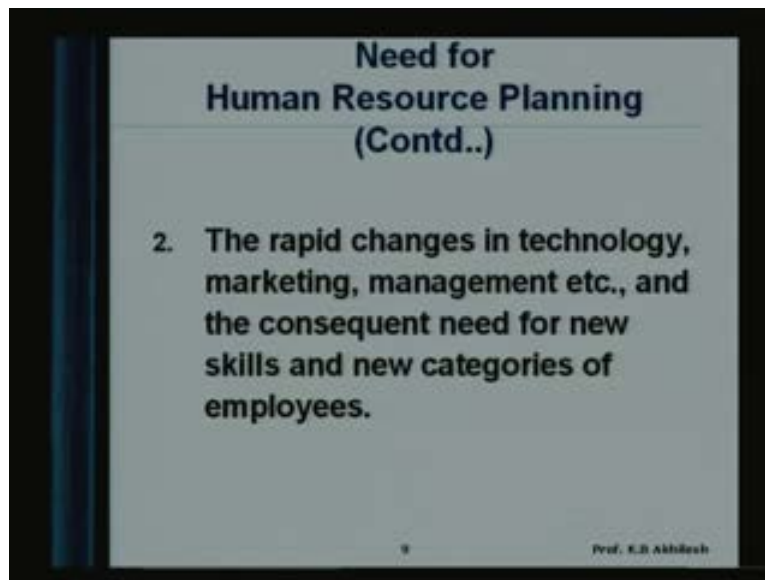 Need for
Human Resource Planning
(Contd..)
2. The rapid changes in technology,
marketing, management etc., and
the consequent need for new
skills and new categories of
employees.
9 Prof. K.B Akhilesh